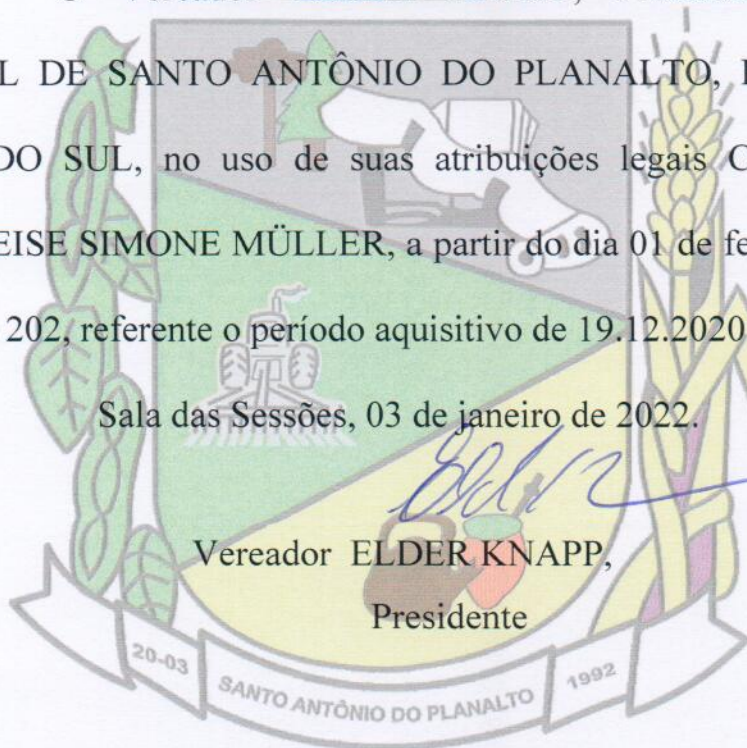 L DE SANTO ANTÔNIO DO PLANALTO,
DO SUL, no uso de suas atribuições legais C
EISE SIMONE MÜLLER, a partir do dia 01 de fe
202, referente o período aquisitivo de 19.12.2020
Sala das Sessões, 03 de janeiro de 2022.
Vereador ELDER KNAPP,
Presidente
20-03 SANTO ANTÔNIO DO PLANALTO 1992